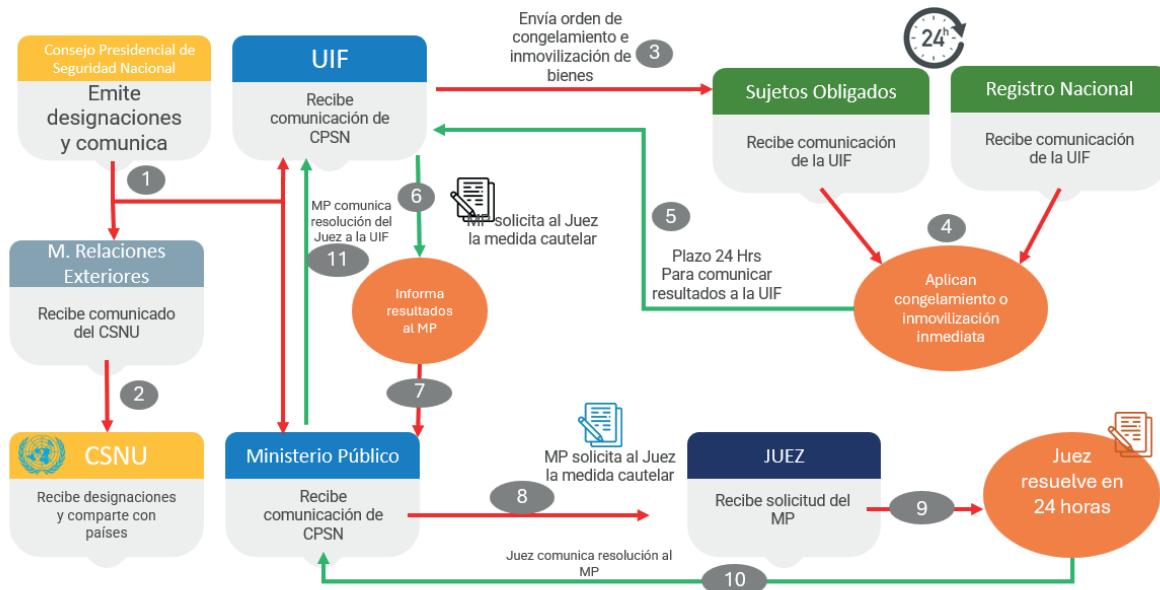 Consejo Presidencial de
Seguridad Nacional
Emite
designaciones
y comunica
1
M. Relaciones
Exteriores
Recibe comunicado
del CSNU
2
CSNU
Recibe designaciones
y comparte con
países
UIF
Recibe
comunicación de
CPSN
Envía orden de
congelamiento e
inmovilización de
bienes
3
24h
Sujetos Obligados
Recibe comunicación
de la UIF
Registro Nacional
Recibe comunicación
de la UIF
4
Aplican
congelamiento o
inmovilización
inmediata
5
Plazo 24 Hrs
Para comunicar
resultados a la UIF
6
MP solicita al Juez
la medida cautelar
Informa
resultados
al MP
7
MP comunica
resolución del
Juez a la UIF
11
Ministerio Público
Recibe
comunicación de
CPSN
8
MP solicita al Juez
la medida cautelar
JUEZ
Recibe solicitud del
MP
9
Juez
resuelve en
24 horas
Juez comunica resolución al
MP
10